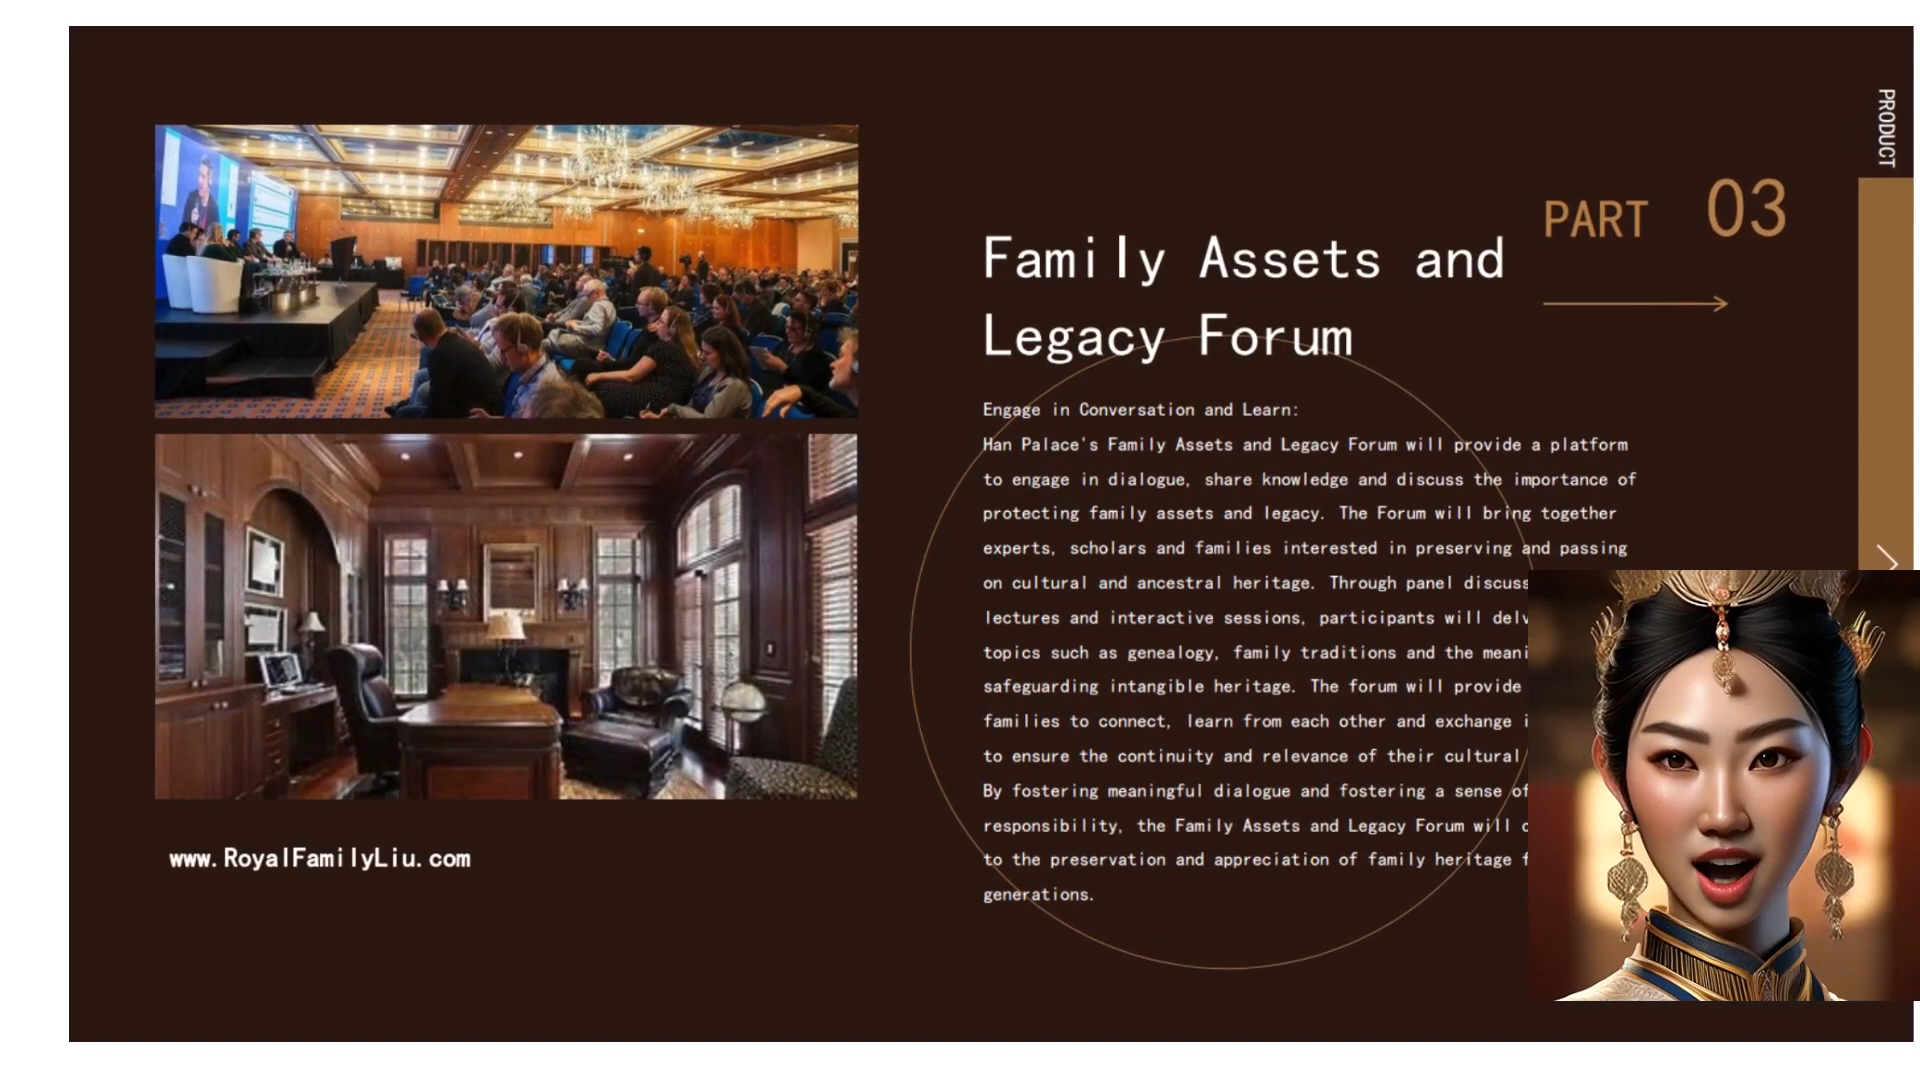 PRODUCT
PART 03
Family Assets and
Legacy Forum
Engage in Conversation and Learn:
Han Palace's Family Assets and Legacy Forum will provide a platform
to engage in dialogue, share knowledge and discuss the importance of
protecting family assets and legacy. The Forum will bring together
experts, scholars and families interested in preserving and passing
on cultural and ancestral heritage. Through panel
lectures and interactive sessions, participants will
topics such as genealogy, family traditions and the
safeguarding intangible heritage. The forum will provide
families to connect, learn from each other and exchange
to ensure the continuity and relevance of their cultural
By fostering meaningful dialogue and fostering a sense of
responsibility, the Family Assets and Legacy Forum will
to the preservation and appreciation of family heritage
generations.
www.RoyalFamilyLiu.com